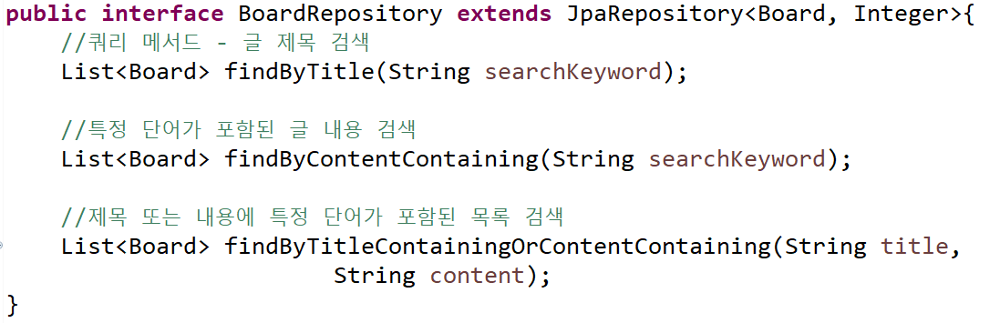 public interface BoardRepository extends JpaRepository<Board, Integer>{
//쿼리 메서드 - 글 제목 검색
List<Board> findByTitle(String searchKeyword);
//특정 단어가 포함된 글 내용 검색
List<Board> findByContentContaining(String searchKeyword);
//제목 또는 내용에 특정 단어가 포함된 목록 검색
List<Board> findByTitleContainingOrContentContaining(String title,
String content);
}